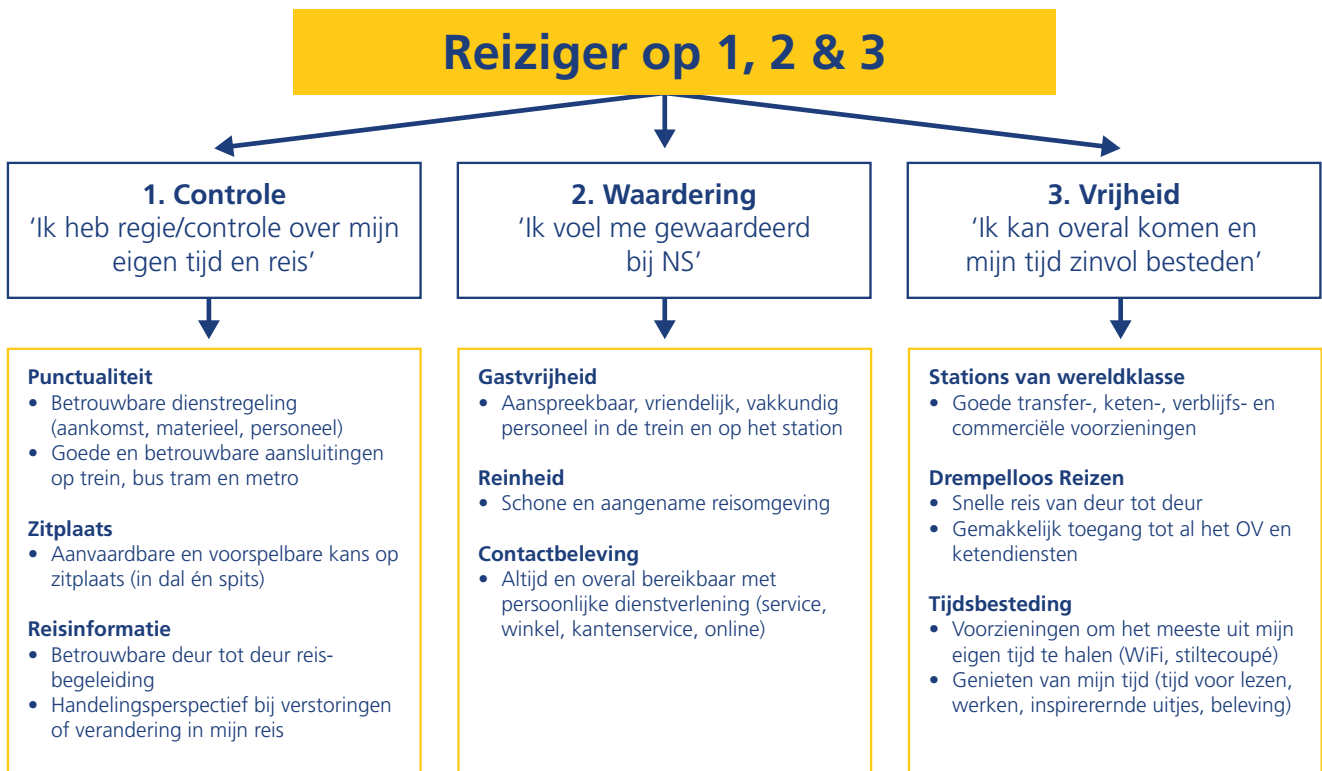 Reiziger op 1, 2 & 3
1. Controle
‘Ik heb regie/controle over mijn
eigen tijd en reis’
2. Waardering
‘Ik voel me gewaardeerd
bij NS’
3. Vrijheid
‘Ik kan overal komen en
mijn tijd zinvol besteden’
Punctualiteit
• Betrouwbare dienstregeling
(aankomst, materieel, personeel)
• Goede en betrouwbare aansluitingen
op trein, bus tram en metro
Zitplaats
• Aanvaardbare en voorspelbare kans op
zitplaats (in dal én spits)
Reisinformatie
• Betrouwbare deur tot deur reis-
begeleiding
• Handelingsperspectief bij verstoringen
of verandering in mijn reis
Gastvrijheid
• Aanspreekbaar, vriendelijk, vakkundig
personeel in de trein en op het station
Reinheid
• Schone en aangename reisomgeving
Contactbeleving
• Altijd en overal bereikbaar met
persoonlijke dienstverlening (service,
winkel, kantenservice, online)
Stations van wereldklasse
• Goede transfer-, keten-, verblijfs- en
commerciële voorzieningen
Drempelloos Reizen
• Snelle reis van deur tot deur
• Gemakkelijk toegang tot al het OV en
ketendiensten
Tijdsbesteding
• Voorzieningen om het meeste uit mijn
eigen tijd te halen (WiFi, stiltecoupé)
• Genieten van mijn tijd (tijd voor lezen,
werken, inspirerernde uitjes, beleving)